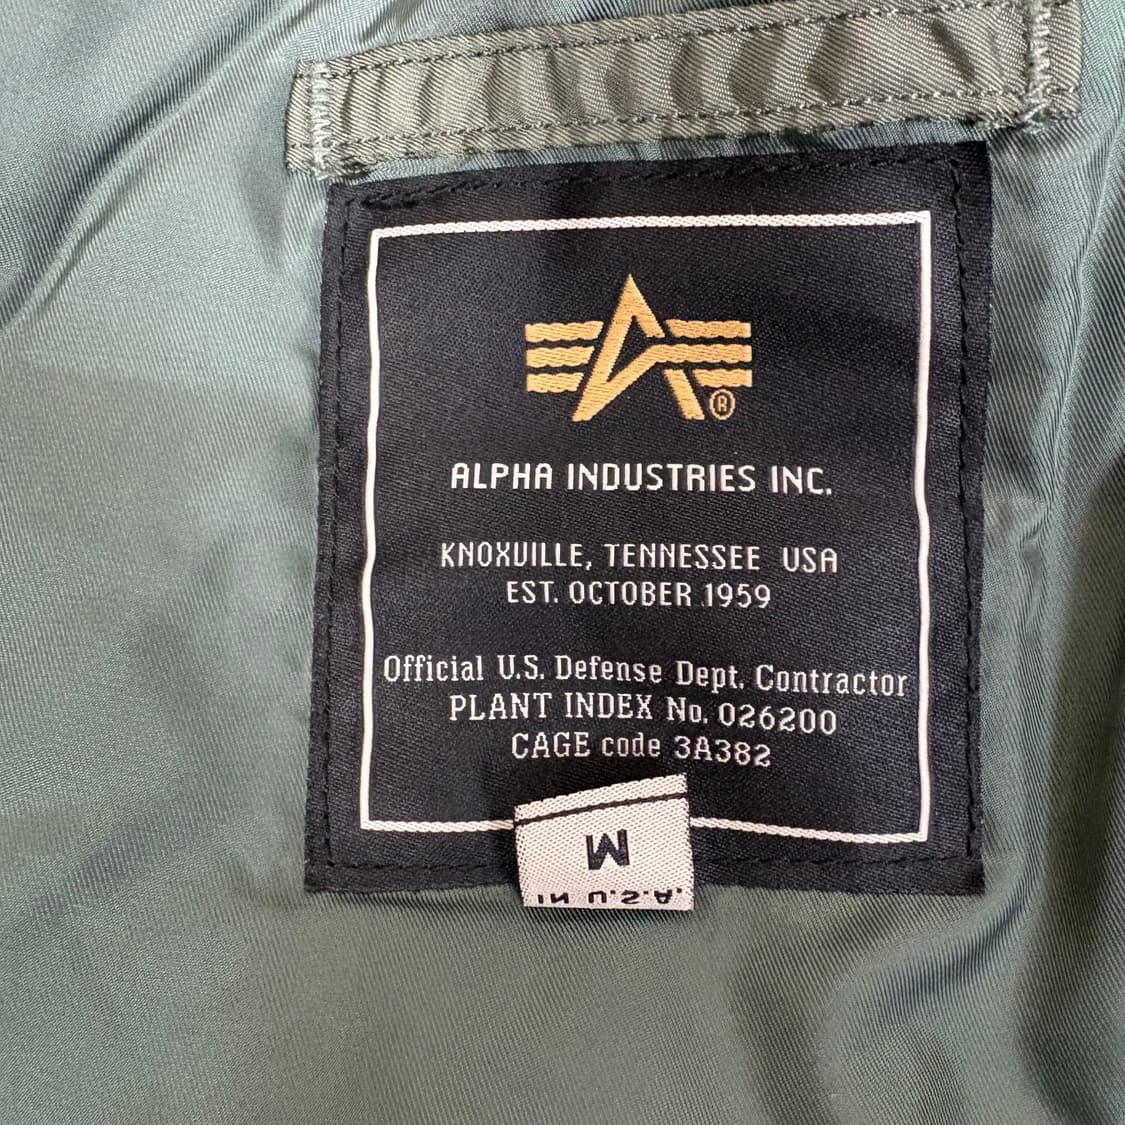 ®
ALPHA INDUSTRIES INC.
KNOXVILLE, TENNESSEE USA
EST. OCTOBER 1959
Official U.S. Defense Dept. Contractor
PLANT INDEX No. 026200
CAGE code 3A382
M
IN U.S.A.